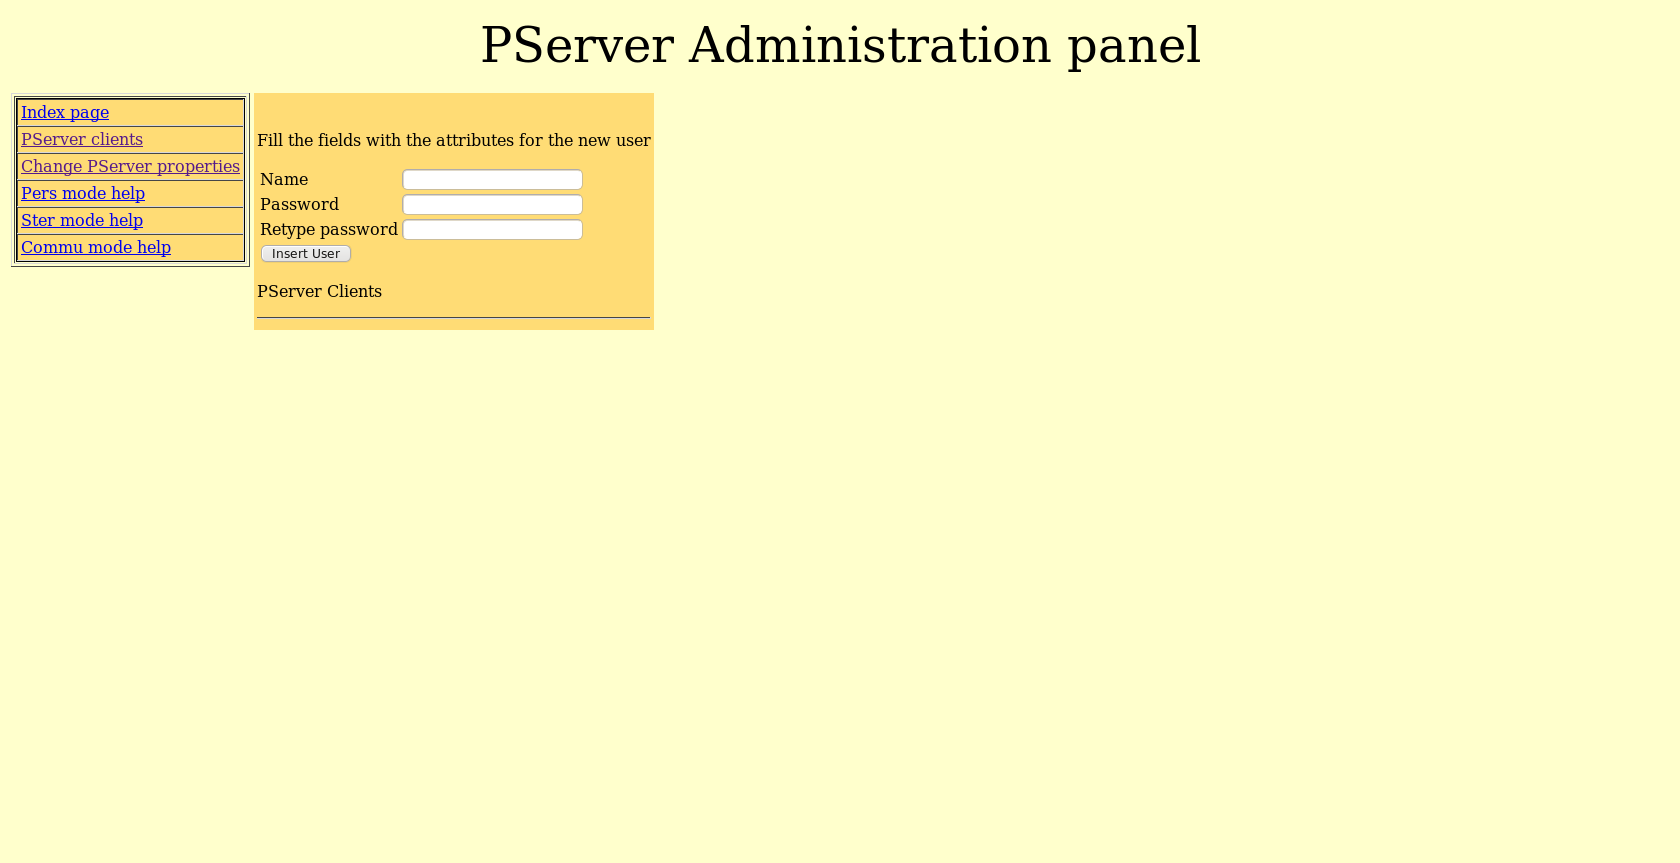 PServer Administration panel
Index page
PServer clients
Change PServer properties
Pers mode help
Ster mode help
Commu mode help
Fill the fields with the attributes for the new user
Name
Password
Retype password
Insert User
PServer Clients